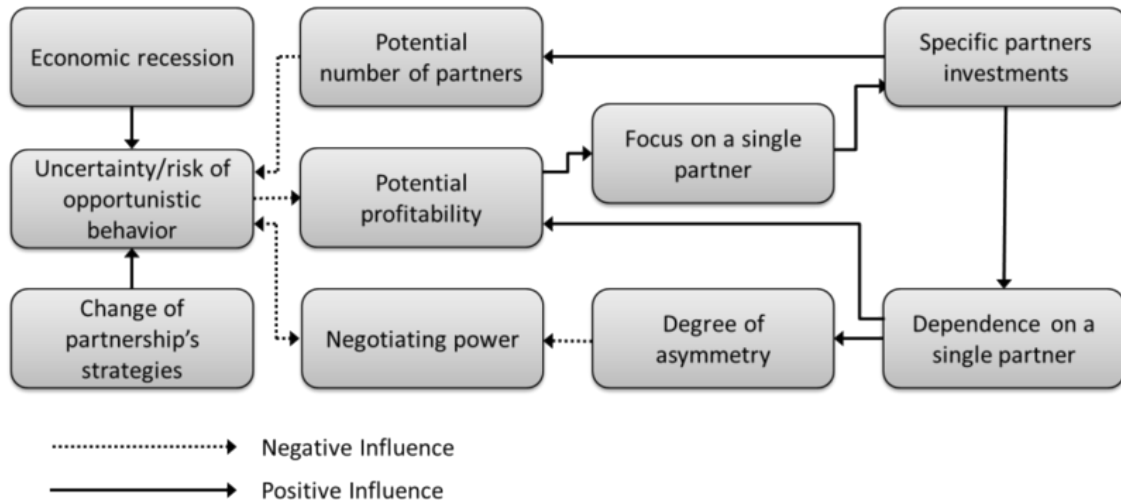 Economic recession
Potential
number of partners
Specific partners
investments
Focus on a single
partner
Uncertainty/risk of
opportunistic
behavior
Potential
profitability
Change of
partnership's
strategies
Negotiating power
Degree of
asymmetry
Dependence on a
single partner
Negative Influence
Positive Influence